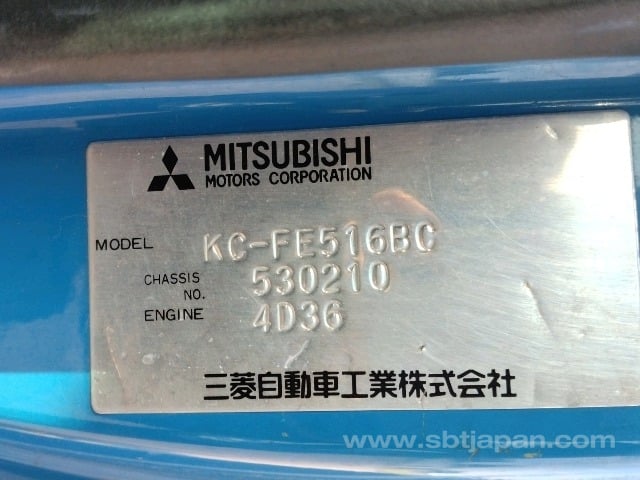 MITSUBISHI
MOTORS CORPORATION
MODEL KC-FE516BC
CHASSIS NO. 530210
ENGINE 4D36
三菱自動車工業株式会社
www.sbtjapan.com